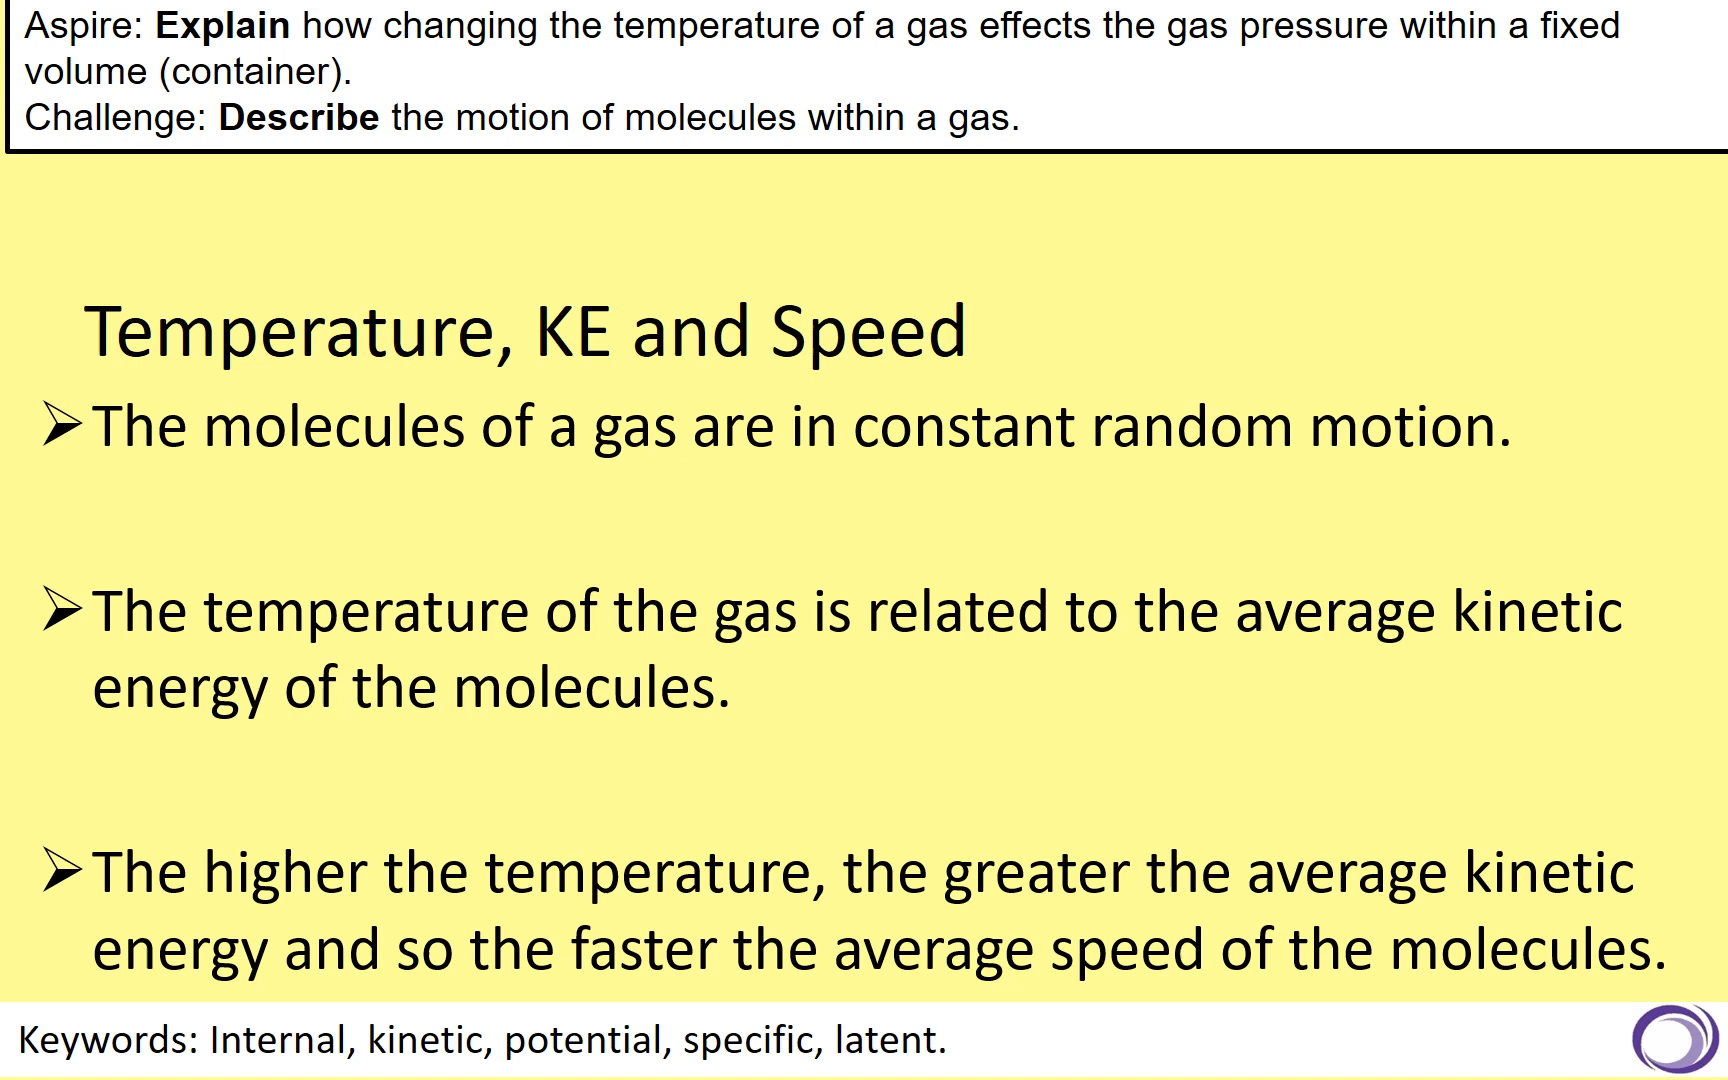 Aspire: Explain how changing the temperature of a gas effects the gas pressure within a fixed
volume (container).
Challenge: Describe the motion of molecules within a gas.
Temperature, KE and Speed
➢The molecules of a gas are in constant random motion.
➢The temperature of the gas is related to the average kinetic
energy of the molecules.
➢The higher the temperature, the greater the average kinetic
energy and so the faster the average speed of the molecules.
Keywords: Internal, kinetic, potential, specific, latent.